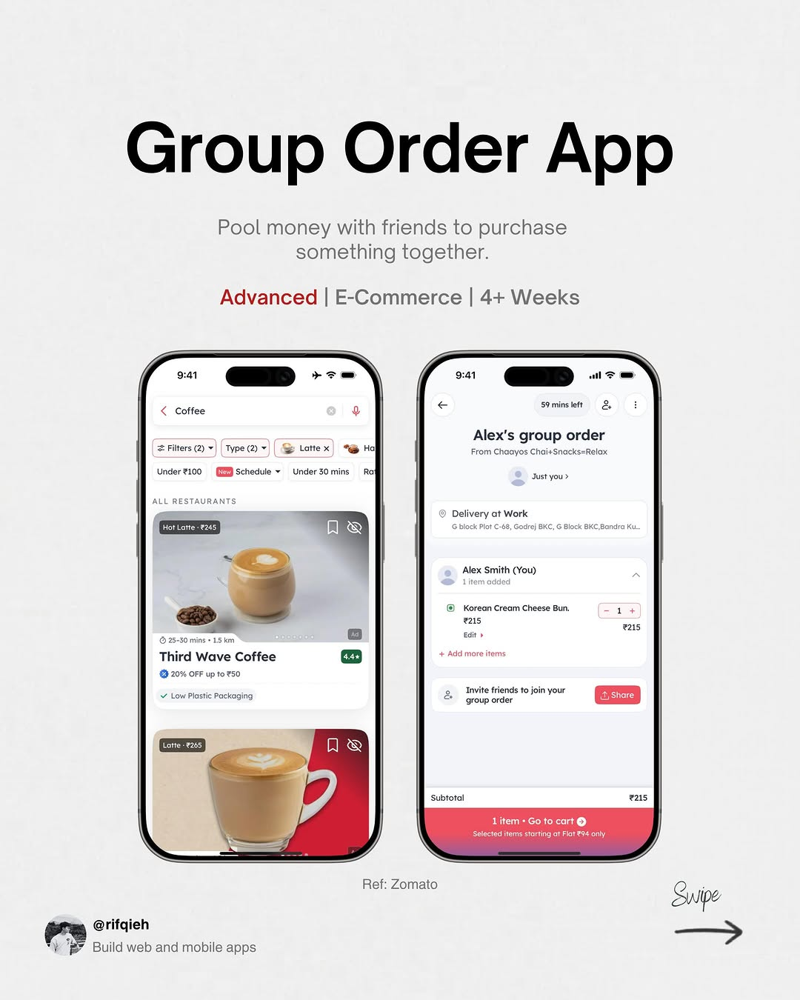 Group Order App
Pool money with friends to purchase
something together.
Advanced | E-Commerce | 4+ Weeks
9:41
Coffee
Filters (2)
Type (2)
Latte ×
Ha
Under ₹100
New Schedule
Under 30 mins
Rat
ALL RESTAURANTS
Hot Latte · ₹245
Ad
25-30 mins • 1.5 km
Third Wave Coffee
4.4★
20% OFF up to ₹50
Low Plastic Packaging
Latte · ₹265
9:41
59 mins left
Alex's group order
From Chaayos Chai+Snacks=Relax
Just you >
Delivery at Work
G block Plot C-68, Godrej BKC, G Block BKC,Bandra Ku...
Alex Smith (You)
1 item added
Korean Cream Cheese Bun.
₹215
− 1 +
₹215
Edit
+ Add more items
Invite friends to join your
group order
Share
Subtotal
₹215
1 item • Go to cart
Selected items starting at Flat ₹94 only
Ref: Zomato
Swipe
@rifqieh
Build web and mobile apps